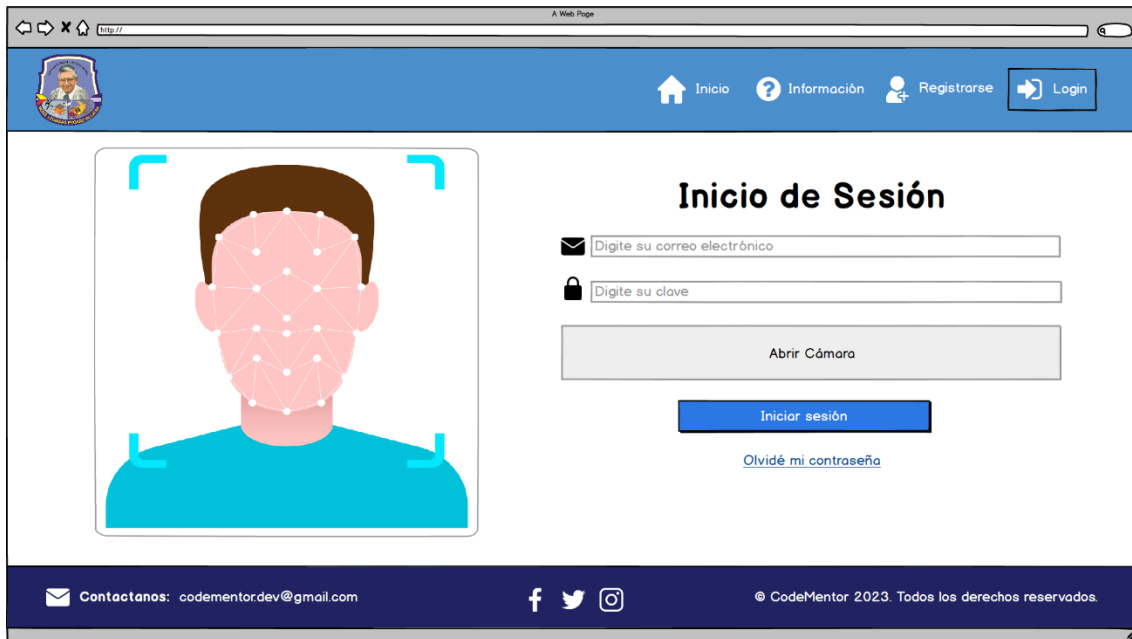 A Web Page
http://
Inicio
Información
Registrarse
Login
Inicio de Sesión
Digite su correo electrónico
Digite su clave
Abrir Cámara
Iniciar sesión
Olvidé mi contraseña
Contactanos: codementor.dev@gmail.com
© CodeMentor 2023. Todos los derechos reservados.